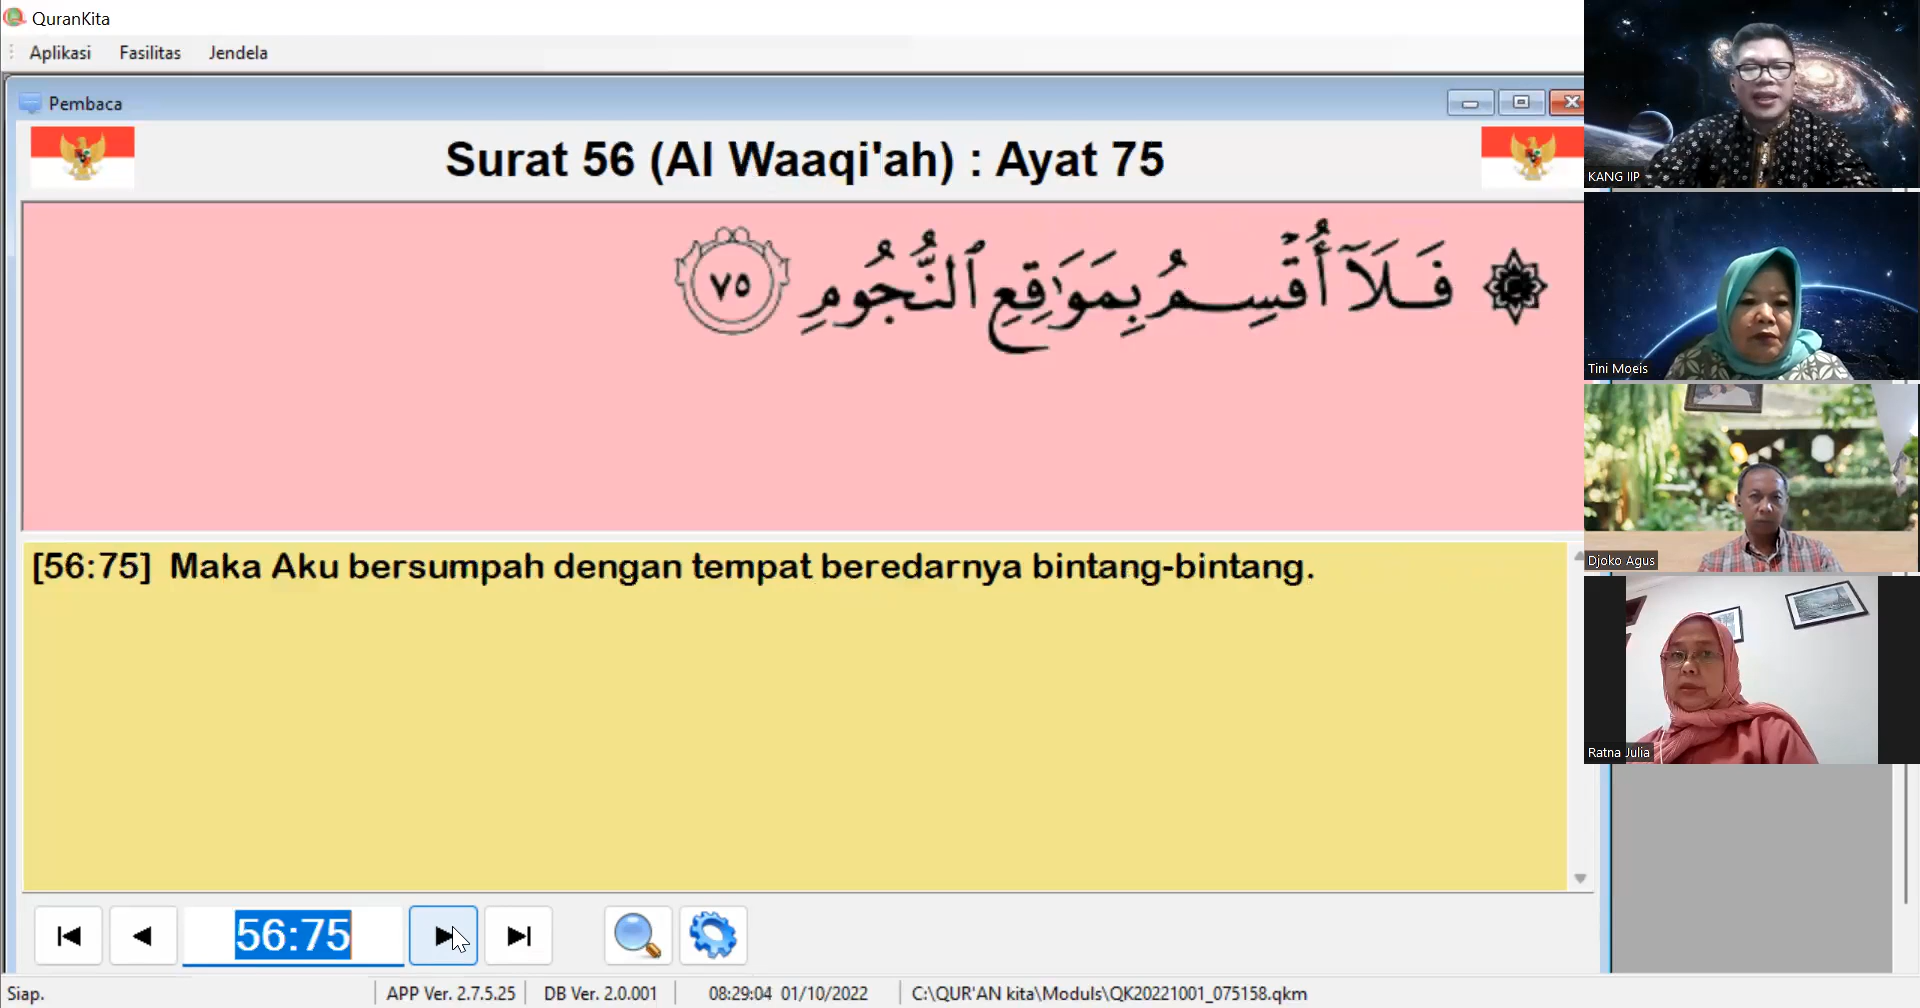 QuranKita
Aplikasi Fasilitas Jendela
Pembaca
Surat 56 (Al Waaqi'ah) : Ayat 75
۞ فَلَآ أُقْسِمُ بِمَوَٰقِعِ ٱلنُّجُومِ ٧٥
[56:75] Maka Aku bersumpah dengan tempat beredarnya bintang-bintang.
56:75
Siap. APP Ver. 2.7.5.25 DB Ver. 2.0.001 08:29:04 01/10/2022 C:\QUR'AN kita\Moduls\QK20221001_075158.qkm
KANG IIP
Tini Moeis
Djoko Agus
Ratna Julia